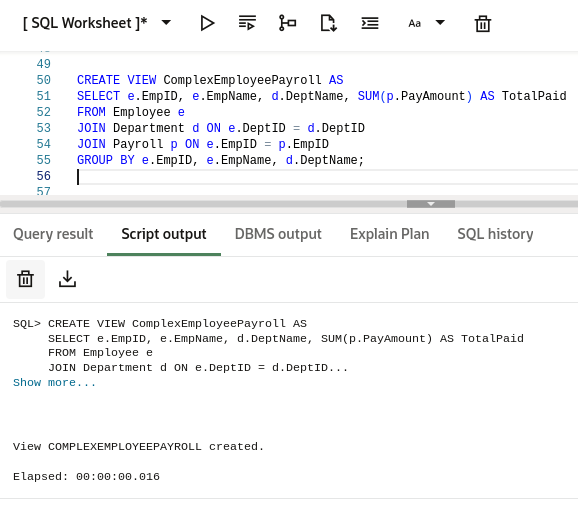 [ SQL Worksheet ]*
Aa
49
50 CREATE VIEW ComplexEmployeePayroll AS
51 SELECT e.EmpID, e.EmpName, d.DeptName, SUM(p.PayAmount) AS TotalPaid
52 FROM Employee e
53 JOIN Department d ON e.DeptID = d.DeptID
54 JOIN Payroll p ON e.EmpID = p.EmpID
55 GROUP BY e.EmpID, e.EmpName, d.DeptName;
56
57
Query result Script output DBMS output Explain Plan SQL history
SQL> CREATE VIEW ComplexEmployeePayroll AS
SELECT e.EmpID, e.EmpName, d.DeptName, SUM(p.PayAmount) AS TotalPaid
FROM Employee e
JOIN Department d ON e.DeptID = d.DeptID...
Show more...
View COMPLEXEMPLOYEEPAYROLL created.
Elapsed: 00:00:00.016